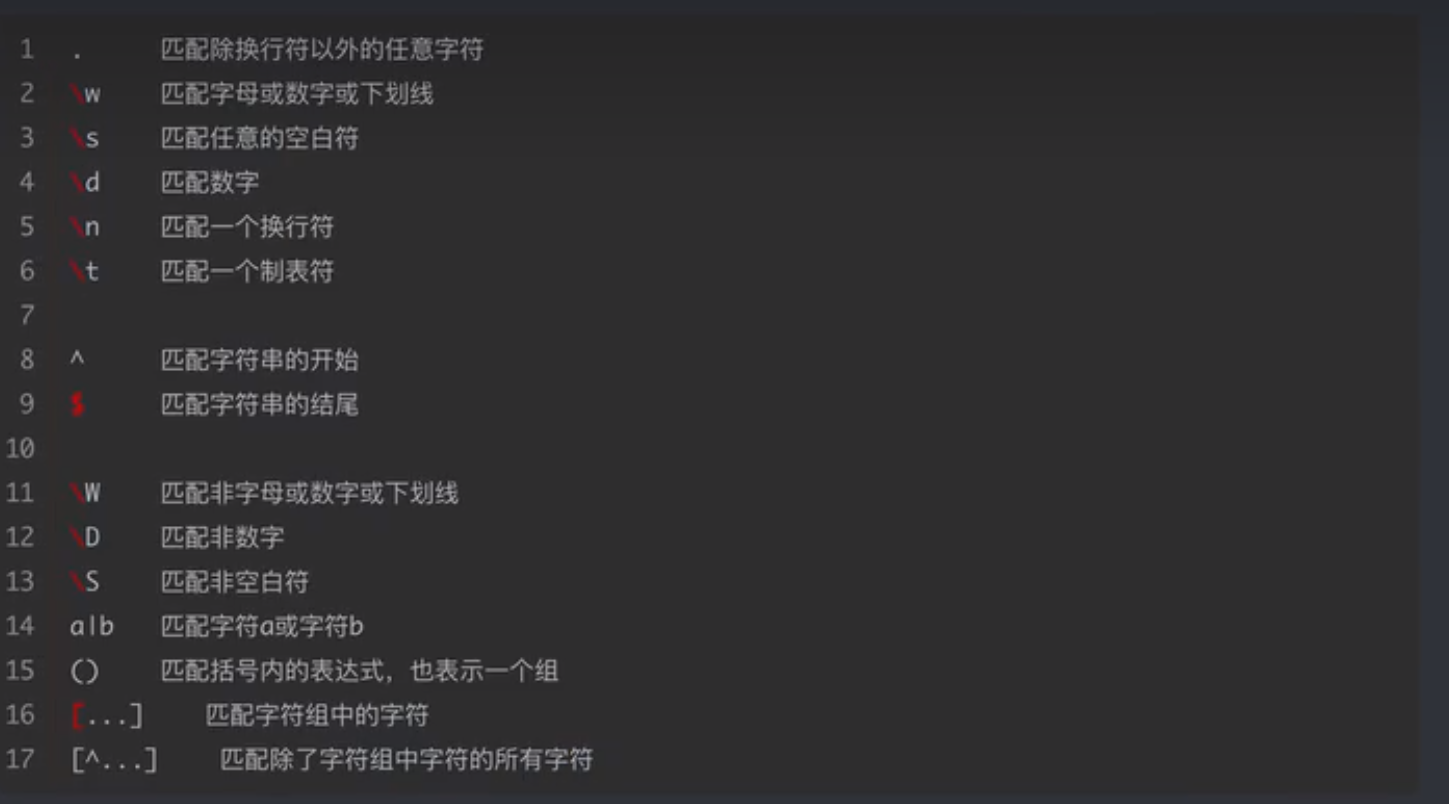 1 . 匹配除换行符以外的任意字符
2 \w 匹配字母或数字或下划线
3 \s 匹配任意的空白符
4 \d 匹配数字
5 \n 匹配一个换行符
6 \t 匹配一个制表符
7
8 ^ 匹配字符串的开始
9 $ 匹配字符串的结尾
10
11 \W 匹配非字母或数字或下划线
12 \D 匹配非数字
13 \S 匹配非空白符
14 a|b 匹配字符a或字符b
15 () 匹配括号内的表达式，也表示一个组
16 [...] 匹配字符组中的字符
17 [^...] 匹配除了字符组中字符的所有字符